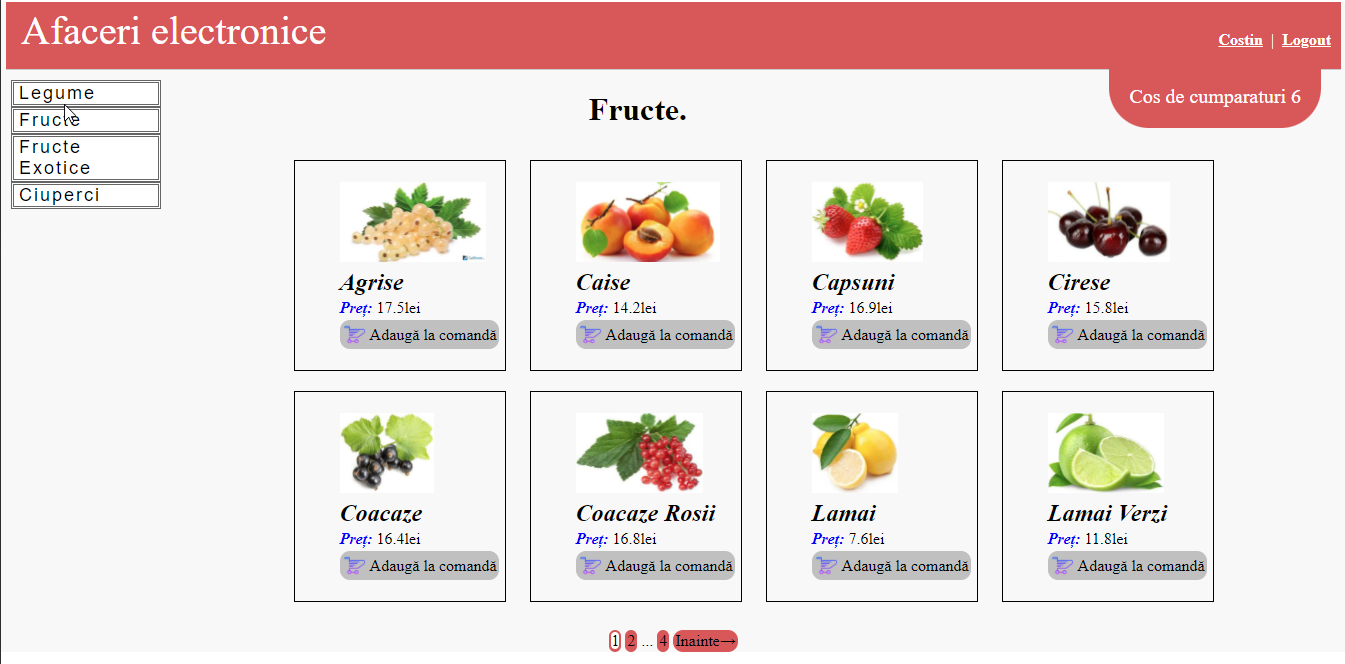 Afaceri electronice
Costin | Logout
Cos de cumparaturi 6
Legume
Fructe
Fructe
Exotice
Ciuperci
Fructe.
Agrise
Preț: 17.5lei
Adaugă la comandă
Caise
Preț: 14.2lei
Adaugă la comandă
Capsuni
Preț: 16.9lei
Adaugă la comandă
Cirese
Preț: 15.8lei
Adaugă la comandă
Coacaze
Preț: 16.4lei
Adaugă la comandă
Coacaze Rosii
Preț: 16.8lei
Adaugă la comandă
Lamai
Preț: 7.6lei
Adaugă la comandă
Lamai Verzi
Preț: 11.8lei
Adaugă la comandă
1 2 ... 4 Inainte→